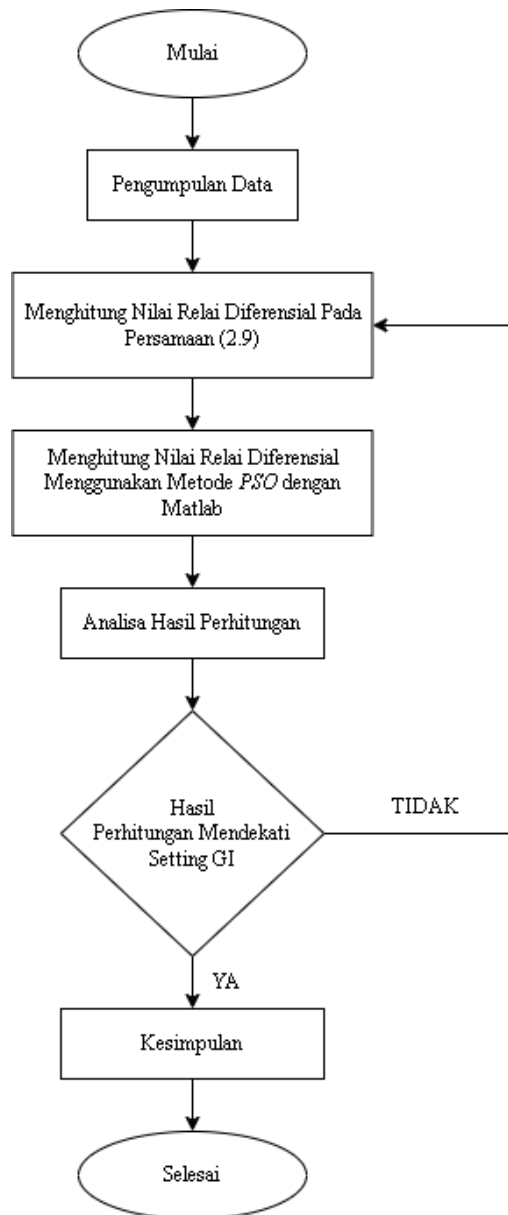 Mulai
Pengumpulan Data
Menghitung Nilai Relai Diferensial Pada
Persamaan (2.9)
Menghitung Nilai Relai Diferensial
Menggunakan Metode PSO dengan
Matlab
Analisa Hasil Perhitungan
Hasil
Perhitungan Mendekati
Setting GI
TIDAK
YA
Kesimpulan
Selesai